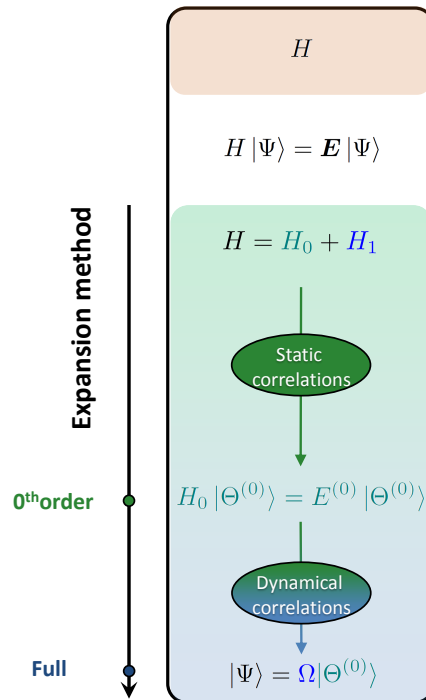 H
H |Ψ⟩ = E |Ψ⟩
Expansion method
H = H₀ + H₁
Static
correlations
0ᵗʰorder
H₀ |Θ⁽⁰⁾⟩ = E⁽⁰⁾ |Θ⁽⁰⁾⟩
Dynamical
correlations
Full
|Ψ⟩ = Ω|Θ⁽⁰⁾⟩